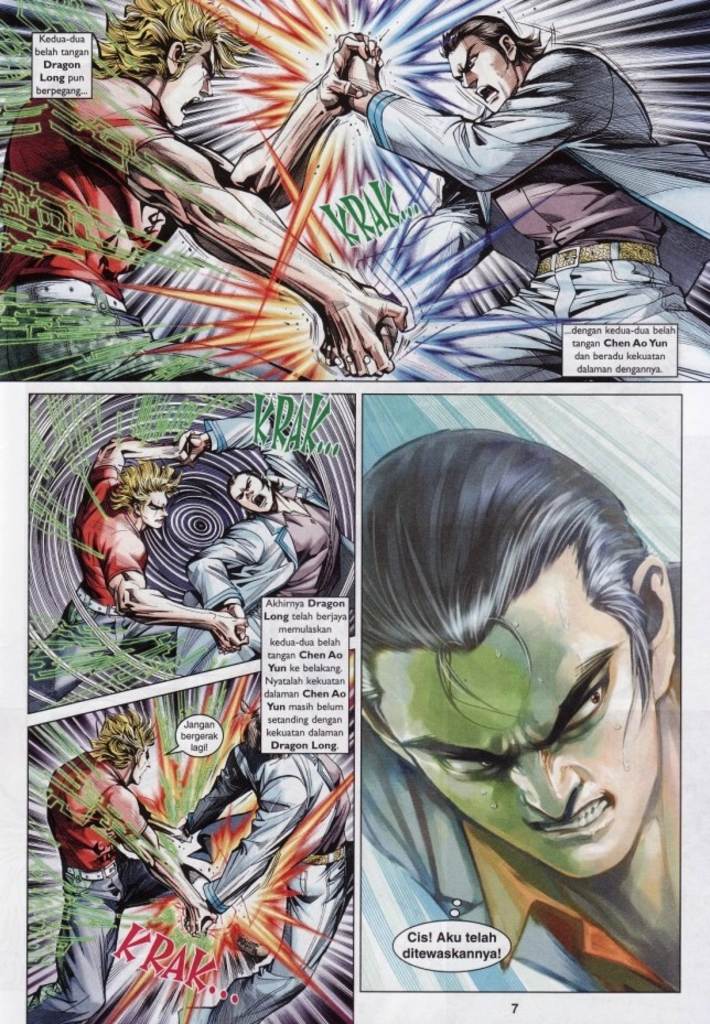 Kedua-dua
belah tangan
Dragon
Long pun
berpegang...
KRAK...
...dengan kedua-dua belah
tangan Chen Ao Yun
dan beradu kekuatan
dalaman dengannya.
KRAK...
Akhirnya Dragon
Long telah berjaya
memulaskan
kedua-dua belah
tangan Chen Ao
Yun ke belakang.
Nyatalah kekuatan
dalaman Chen Ao
Yun masih belum
setanding dengan
kekuatan dalaman
Dragon Long.
Jangan
bergerak
lagi!
KRAK...
Cis! Aku telah
ditewaskannya!
7